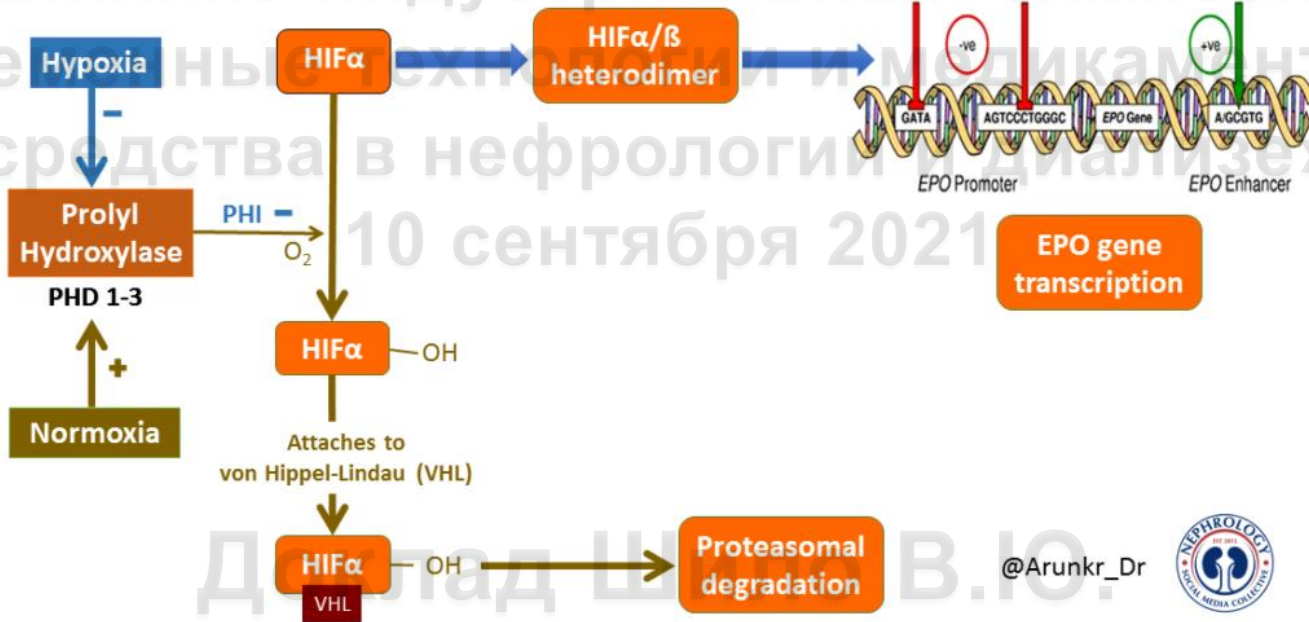 Hypoxia
–
HIFα
HIFα/ß
heterodimer
-ve
+ve
GATA
AGTCCCTGGGC
EPO Gene
A/GCGTG
EPO Promoter
EPO Enhancer
Prolyl
Hydroxylase
PHD 1-3
PHI –
O₂
EPO gene
transcription
HIFα
OH
+
Normoxia
Attaches to
von Hippel-Lindau (VHL)
HIFα
OH
VHL
Proteasomal
degradation
@Arunkr_Dr
NEPHROLOGY
EST 2015
SOCIAL MEDIA COLLECTIVE
средства в нефрологии и диализе
10 сентября 2021
Доклад Шило В.Ю.